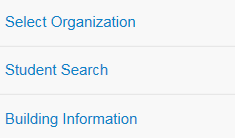 Select Organization
Student Search
Building Information